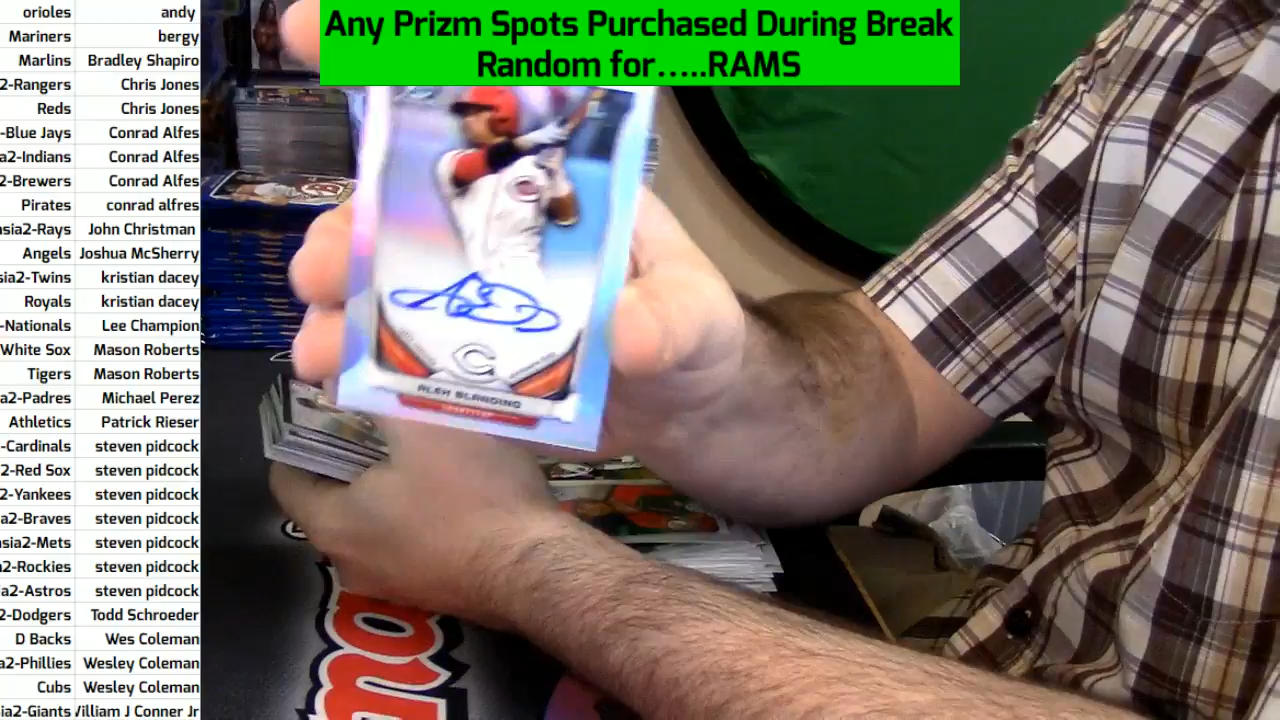 Any Prizm Spots Purchased During Break
Random for.....RAMS
orioles andy
Mariners bergy
Marlins Bradley Shapiro
2-Rangers Chris Jones
Reds Chris Jones
-Blue Jays Conrad Alfes
a2-Indians Conrad Alfes
2-Brewers Conrad Alfes
Pirates conrad alfres
asia2-Rays John Christman
Angels Joshua McSherry
sia2-Twins kristian dacey
Royals kristian dacey
-Nationals Lee Champion
White Sox Mason Roberts
Tigers Mason Roberts
a2-Padres Michael Perez
Athletics Patrick Rieser
-Cardinals steven pidcock
2-Red Sox steven pidcock
2-Yankees steven pidcock
a2-Braves steven pidcock
asia2-Mets steven pidcock
a2-Rockies steven pidcock
ia2-Astros steven pidcock
2-Dodgers Todd Schroeder
D Backs Wes Coleman
a2-Phillies Wesley Coleman
Cubs Wesley Coleman
sia2-Giants William J Conner Jr
ALEX BLANDINO